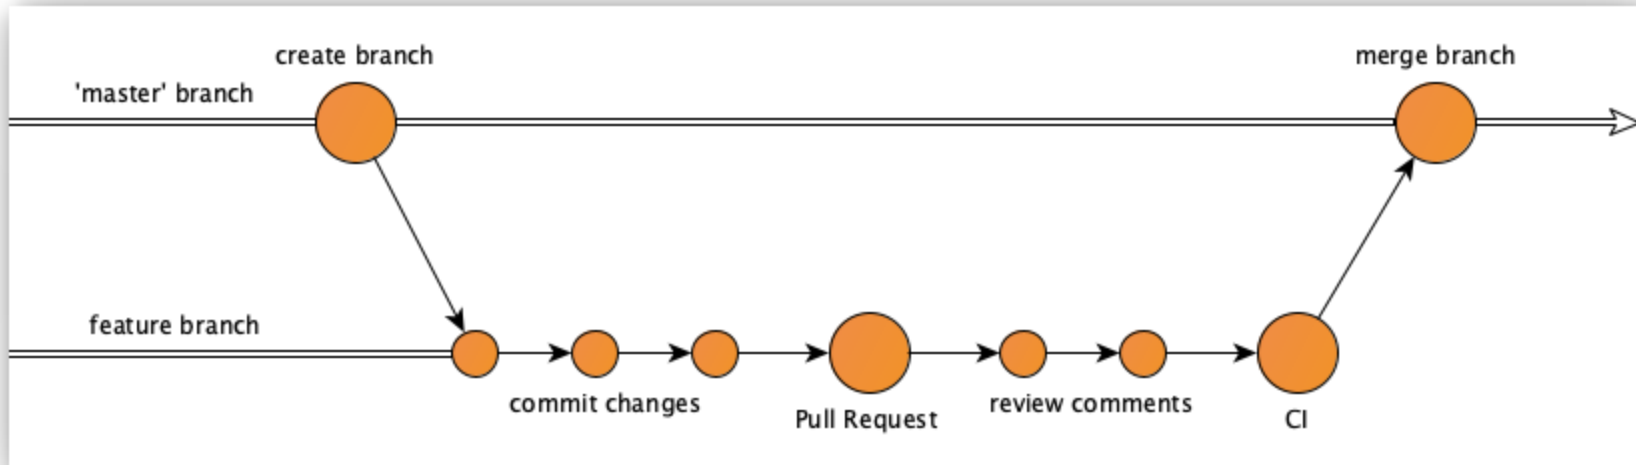 create branch
merge branch
'master' branch
feature branch
commit changes
Pull Request
review comments
CI